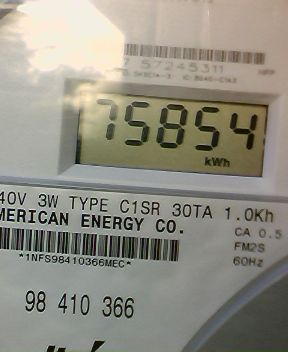 57245311
75854
kWh
40V 3W TYPE C1SR 30TA 1.0Kh
MERICAN ENERGY CO.
CA 0.5
FM2S
60Hz
*1NFS98410366MEC*
98 410 366